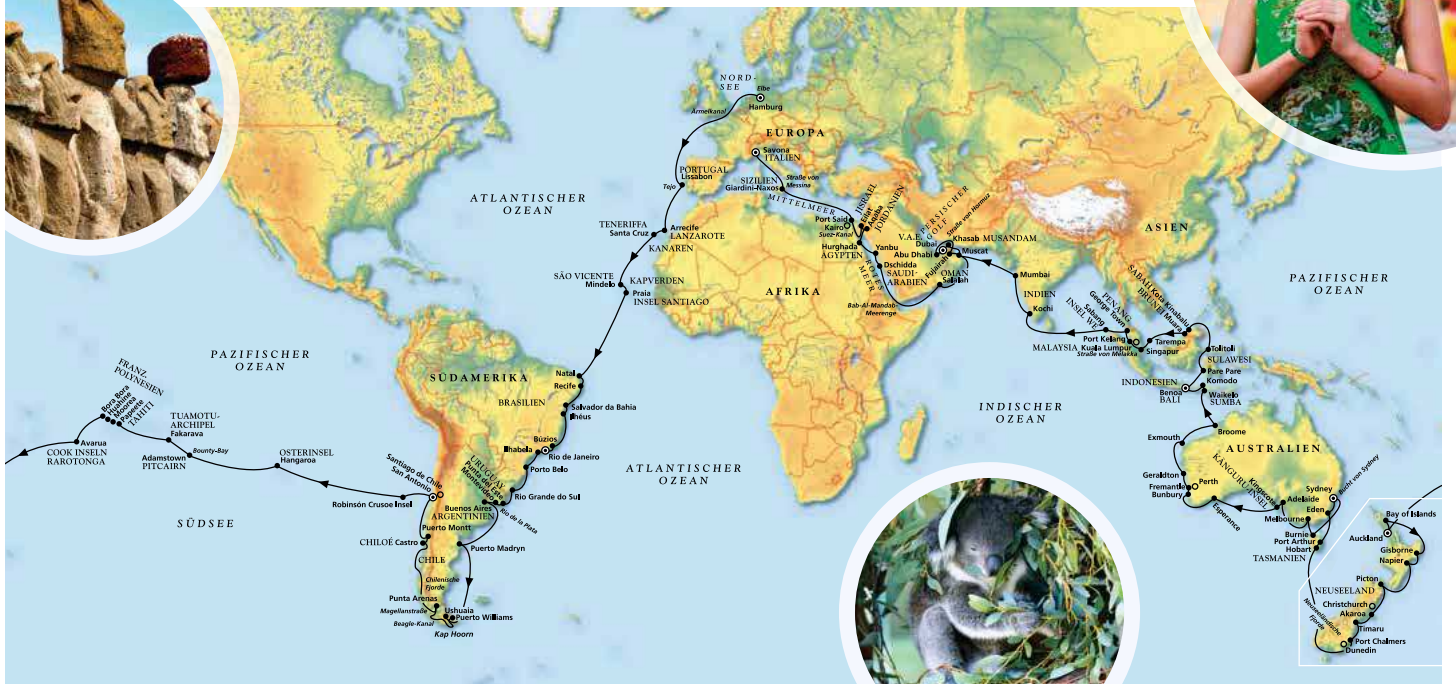 NORD-
SEE
Elbe
Hamburg
Ärmelkanal
EUROPA
Savona
ITALIEN
PORTUGAL
Lissabon
Tejo
SIZILIEN
Giardini-Naxos
Straße von
Messina
MITTELMEER
ATLANTISCHER
OZEAN
TENERIFFA
Santa Cruz
Arrecife
LANZAROTE
KANAREN
SÃO VICENTE
Mindelo
KAPVERDEN
Praia
INSEL SANTIAGO
AFRIKA
Port Said
Kairo
Suez-Kanal
ISRAEL
Eilat
Aqaba
JORDANIEN
Hurghada
ÄGYPTEN
Yanbu
Dschidda
SAUDI-
ARABIEN
ROTES
MEER
Bab-Al-Mandab-
Meerenge
PERSISCHER
GOLF
Straße von Hormuz
V.A.E.
Dubai
Abu Dhabi
Fujairah
Khasab
MUSANDAM
Muscat
OMAN
Salalah
ASIEN
Mumbai
INDIEN
Kochi
PENANG
George Town
INSEL WE
Sabang
SABAH
Kota Kinabalu
BRUNEI
Muara
Port Kelang
MALAYSIA
Kuala Lumpur
Straße von Melakka
Singapur
Tarempa
Tolitoli
SULAWESI
Pare Pare
INDONESIEN
Komodo
Benoa
BALI
Waikelo
SUMBA
PAZIFISCHER
OZEAN
INDISCHER
OZEAN
Broome
Exmouth
AUSTRALIEN
Geraldton
Fremantle
Perth
Bunbury
Esperance
KÄNGURU-INSEL
Kingscote
Adelaide
Sydney
Bucht von Sydney
Eden
Melbourne
Burnie
Port Arthur
Hobart
TASMANIEN
Bay of Islands
Auckland
Gisborne
Napier
Picton
NEUSEELAND
Christchurch
Akaroa
Timaru
Port Chalmers
Dunedin
Neuseeländische
Fjorde
PAZIFISCHER
OZEAN
SÜDAMERIKA
Natal
Recife
BRASILIEN
Salvador da Bahia
Ilhéus
Búzios
Ilhabela
Rio de Janeiro
Porto Belo
ATLANTISCHER
OZEAN
URUGUAY
Punta del Este
Montevideo
Rio Grande do Sul
Buenos Aires
ARGENTINIEN
Rio de la Plata
Santiago de Chile
San Antonio
Robinsón Crusoe Insel
Puerto Montt
CHILOÉ
Castro
Puerto Madryn
CHILE
Chilenische
Fjorde
Punta Arenas
Magellanstraße
Ushuaia
Puerto Williams
Beagle-Kanal
Kap Hoorn
FRANZ.
POLYNESIEN
Bora Bora
Huahine
Moorea
Papeete
TAHITI
TUAMOTU-
ARCHIPEL
Fakarava
Avarua
COOK INSELN
RAROTONGA
Adamstown
PITCAIRN
Bounty-Bay
OSTERINSEL
Hangaroa
SÜDSEE